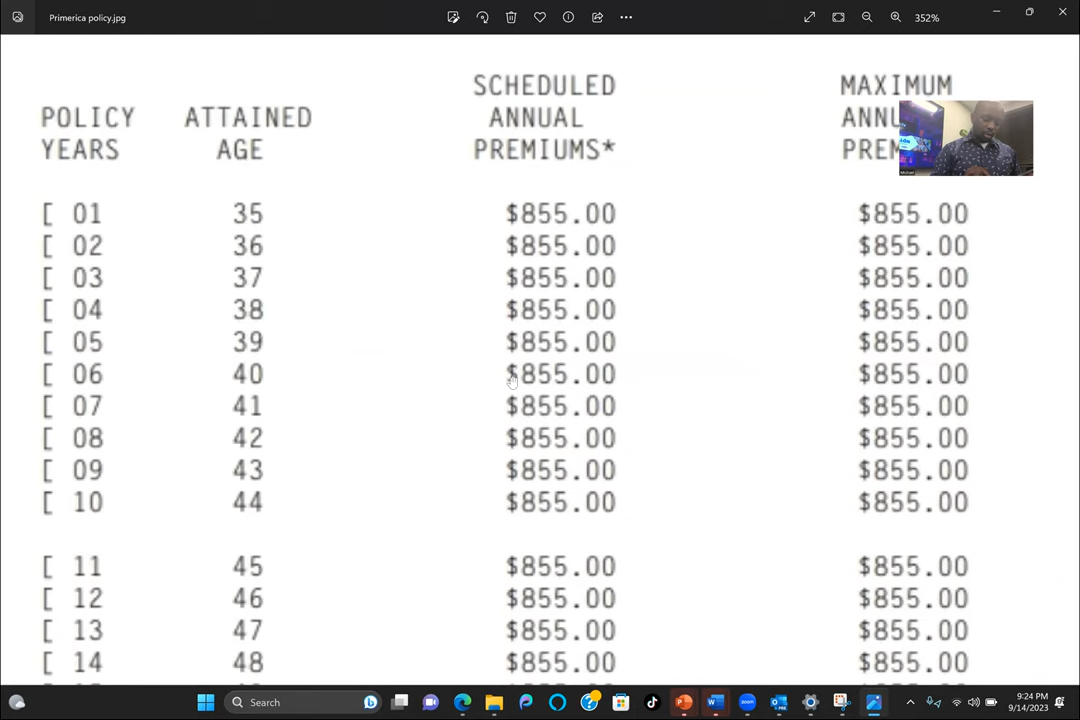 Primerica policy.jpg
352%
SCHEDULED MAXIMUM
POLICY ATTAINED ANNUAL
YEARS AGE PREMIUMS*
[ 01 35 $855.00 $855.00
[ 02 36 $855.00 $855.00
[ 03 37 $855.00 $855.00
[ 04 38 $855.00 $855.00
[ 05 39 $855.00 $855.00
[ 06 40 $855.00 $855.00
[ 07 41 $855.00 $855.00
[ 08 42 $855.00 $855.00
[ 09 43 $855.00 $855.00
[ 10 44 $855.00 $855.00
[ 11 45 $855.00 $855.00
[ 12 46 $855.00 $855.00
[ 13 47 $855.00 $855.00
[ 14 48 $855.00 $855.00
Search
zoom
9:24 PM
9/14/2023